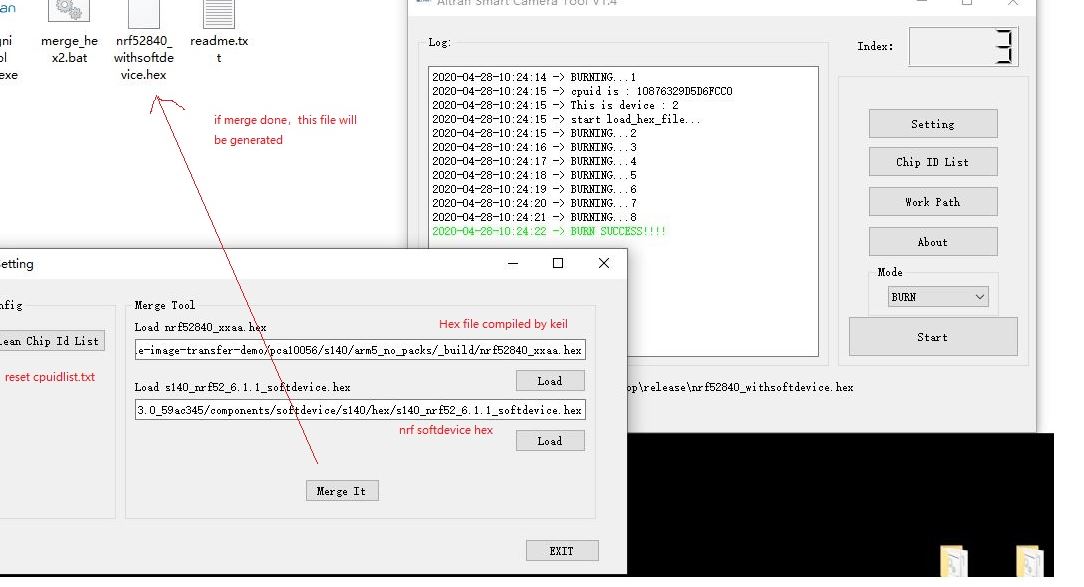 an
Altran Smart Camera Tool V1.4
gni
ol
exe
merge_he
x2.bat
nrf52840_
withsoftde
vice.hex
readme.tx
t
if merge done, this file will
be generated
Log:
2020-04-28-10:24:14 -> BURNING...1
2020-04-28-10:24:15 -> cpuid is : 10876329D5D6FCC0
2020-04-28-10:24:15 -> This is device : 2
2020-04-28-10:24:15 -> start load_hex_file...
2020-04-28-10:24:15 -> BURNING...2
2020-04-28-10:24:16 -> BURNING...3
2020-04-28-10:24:17 -> BURNING...4
2020-04-28-10:24:18 -> BURNING...5
2020-04-28-10:24:19 -> BURNING...6
2020-04-28-10:24:20 -> BURNING...7
2020-04-28-10:24:21 -> BURNING...8
2020-04-28-10:24:22 -> BURN SUCCESS!!!!
Index:
3
Setting
Chip ID List
Work Path
About
Mode
BURN
Start
op\release\nrf52840_withsoftdevice.hex
etting
nfig
lean Chip Id List
reset cpuidlist.txt
Merge Tool
Load nrf52840_xxaa.hex
Hex file compiled by keil
e-image-transfer-demo/pca10056/s140/arm5_no_packs/_build/nrf52840_xxaa.hex
Load
Load s140_nrf52_6.1.1_softdevice.hex
3.0_59ac345/components/softdevice/s140/hex/s140_nrf52_6.1.1_softdevice.hex
nrf softdevice hex
Load
Merge It
EXIT